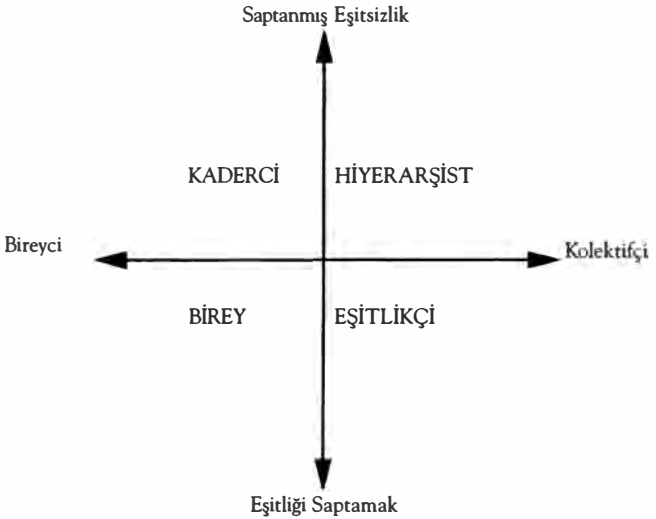 Saptanmış Eşitsizlik
KADERCİ HİYERARŞİST
Bireyci Kolektifçi
BİREY EŞİTLİKÇİ
Eşitliği Saptamak